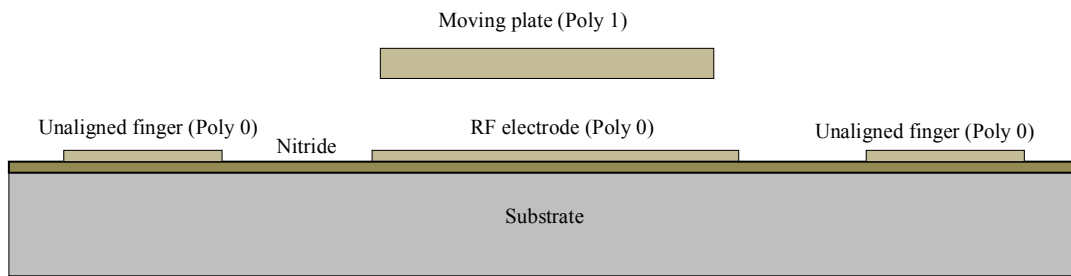 Moving plate (Poly 1)
Unaligned finger (Poly 0)
Nitride
RF electrode (Poly 0)
Unaligned finger (Poly 0)
Substrate